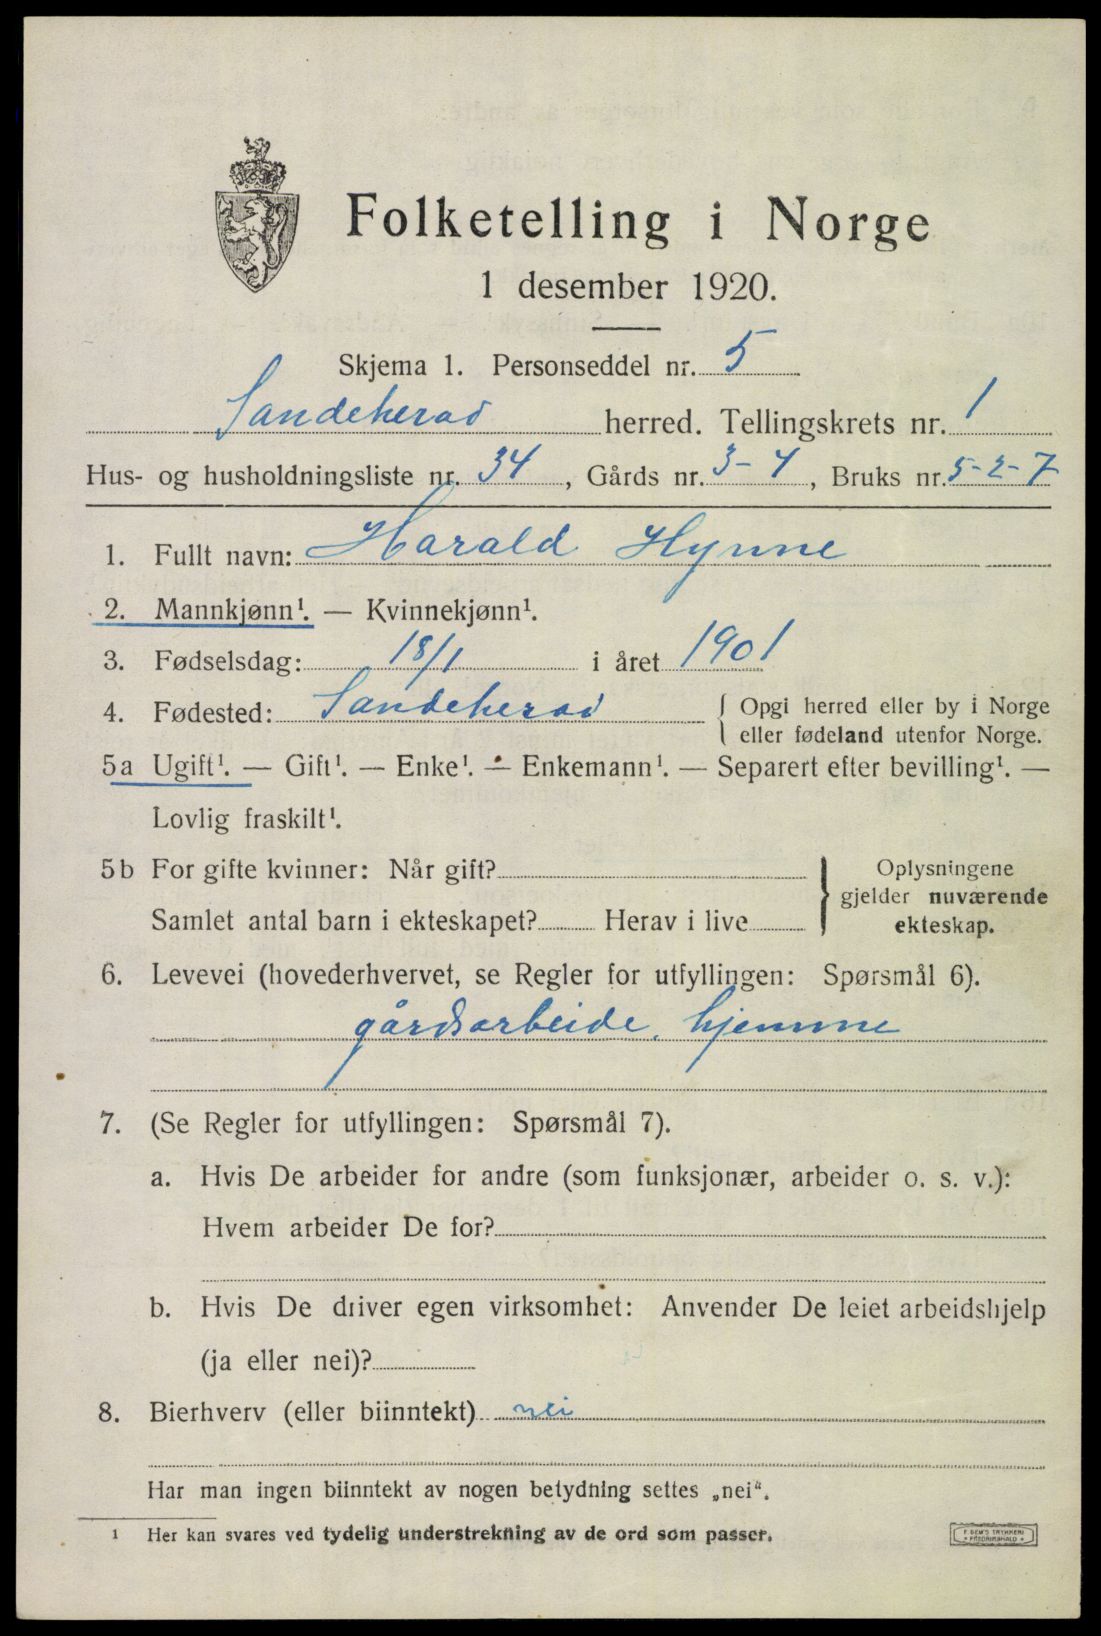 Folketelling i Norge
1 desember 1920.
Skjema 1. Personseddel nr. 5
Sandeherad herred. Tellingskrets nr. 1
Hus- og husholdningsliste nr. 34, Gårds nr. 3-4, Bruks nr. 5-2-7
1. Fullt navn: Harald Hynne
2. Mannkjønn¹. — Kvinnekjønn¹.
3. Fødselsdag: 18/1 i året 1901
4. Fødested: Sandeherad { Opgi herred eller by i Norge
eller fødeland utenfor Norge.
5a Ugift¹. — Gift¹. — Enke¹. — Enkemann¹. — Separert efter bevilling¹. —
Lovlig fraskilt¹.
5b For gifte kvinner: Når gift?
Samlet antal barn i ekteskapet? Herav i live
} Oplysningene
gjelder nuværende
ekteskap.
6. Levevei (hovederhvervet, se Regler for utfyllingen: Spørsmål 6).
gårdsarbeide, hjemme
7. (Se Regler for utfyllingen: Spørsmål 7).
a. Hvis De arbeider for andre (som funksjonær, arbeider o. s. v.):
Hvem arbeider De for?
b. Hvis De driver egen virksomhet: Anvender De leiet arbeidshjelp
(ja eller nei)?
8. Bierhverv (eller biinntekt) nei
Har man ingen biinntekt av nogen betydning settes „nei“.
¹ Her kan svares ved tydelig understrekning av de ord som passer.
F. BEW'S TRYKKERI
FREDRIKSHALD